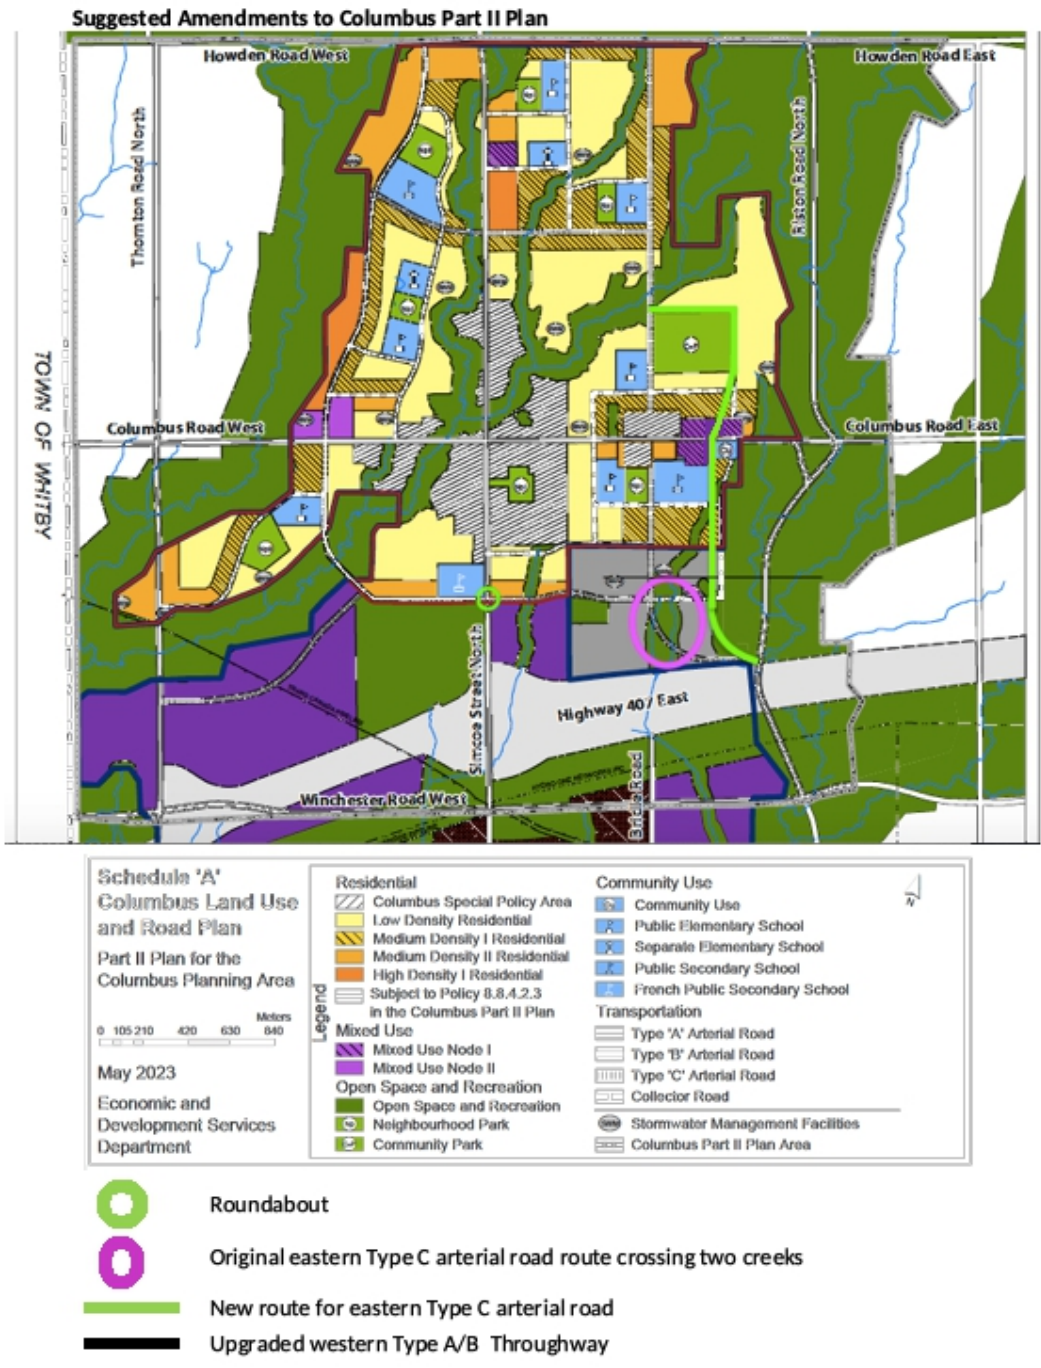 Suggested Amendments to Columbus Part II Plan
Howden Road West
Howden Road East
Thornton Road North
Riston Road North
TOWN OF WHITBY
Columbus Road West
Columbus Road East
Simcoe Street North
Highway 407 East
Winchester Road West
Road
Schedule 'A'
Columbus Land Use
and Road Plan
Part II Plan for the
Columbus Planning Area
Meters
0 105 210 420 630 840
May 2023
Economic and
Development Services
Department
Legend
Residential
Columbus Special Policy Area
Low Density Residential
Medium Density I Residential
Medium Density II Residential
High Density I Residential
Subject to Policy 8.8.4.2.3
in the Columbus Part II Plan
Mixed Use
Mixed Use Node I
Mixed Use Node II
Open Space and Recreation
Open Space and Recreation
Neighbourhood Park
Community Park
Community Use
Community Use
Public Elementary School
Separate Elementary School
Public Secondary School
French Public Secondary School
Transportation
Type 'A' Arterial Road
Type 'B' Arterial Road
Type 'C' Arterial Road
Collector Road
Stormwater Management Facilities
Columbus Part II Plan Area
N
Roundabout
Original eastern Type C arterial road route crossing two creeks
New route for eastern Type C arterial road
Upgraded western Type A/B Throughway